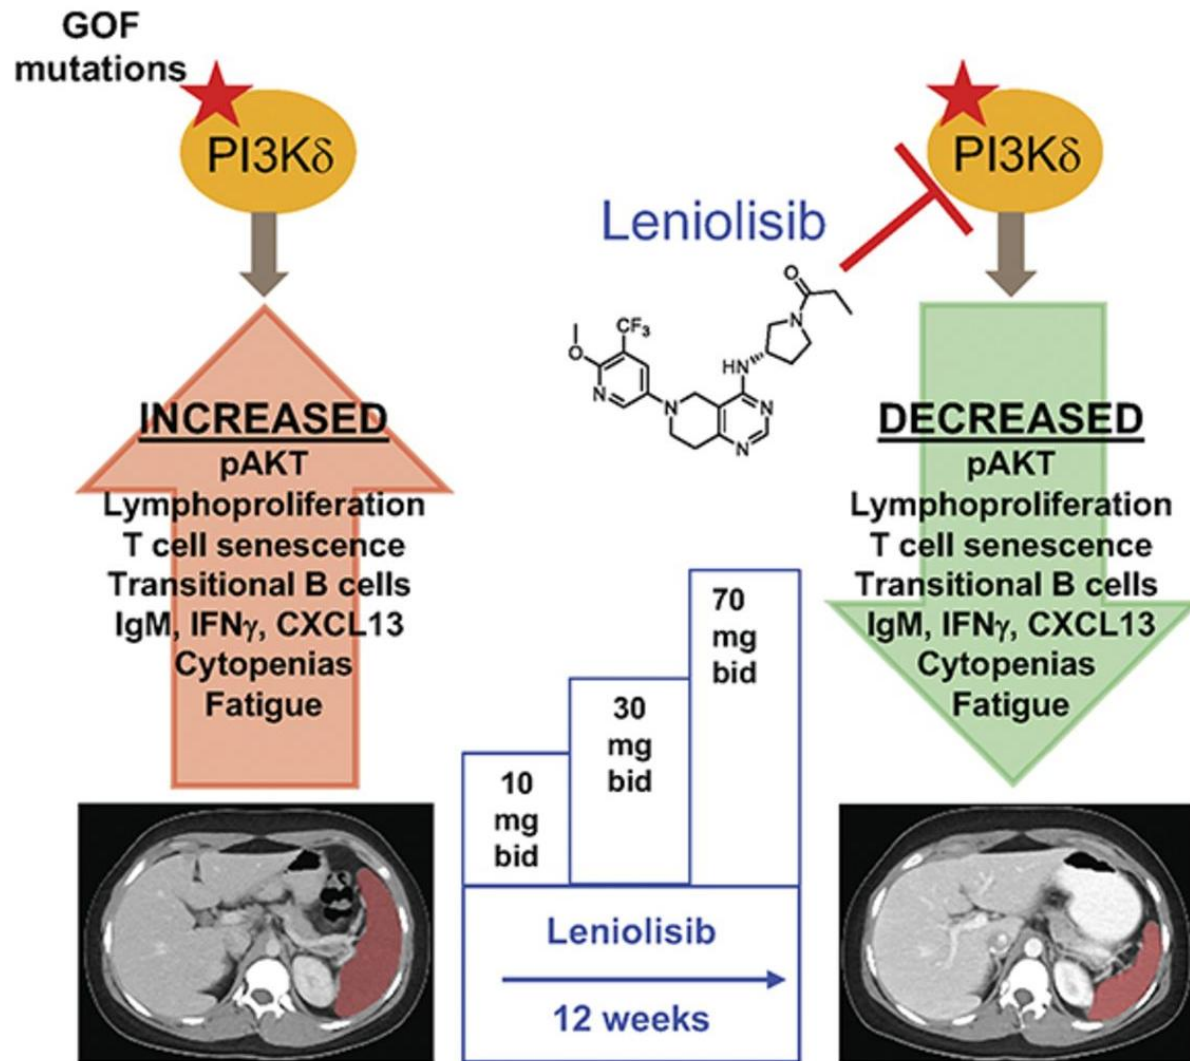 GOF
mutations
PI3Kδ
INCREASED
pAKT
Lymphoproliferation
T cell senescence
Transitional B cells
IgM, IFNγ, CXCL13
Cytopenias
Fatigue
Leniolisib
O
N
CF₃
O
N
N
HN
N
N
10
mg
bid
30
mg
bid
70
mg
bid
Leniolisib
12 weeks
PI3Kδ
DECREASED
pAKT
Lymphoproliferation
T cell senescence
Transitional B cells
IgM, IFNγ, CXCL13
Cytopenias
Fatigue